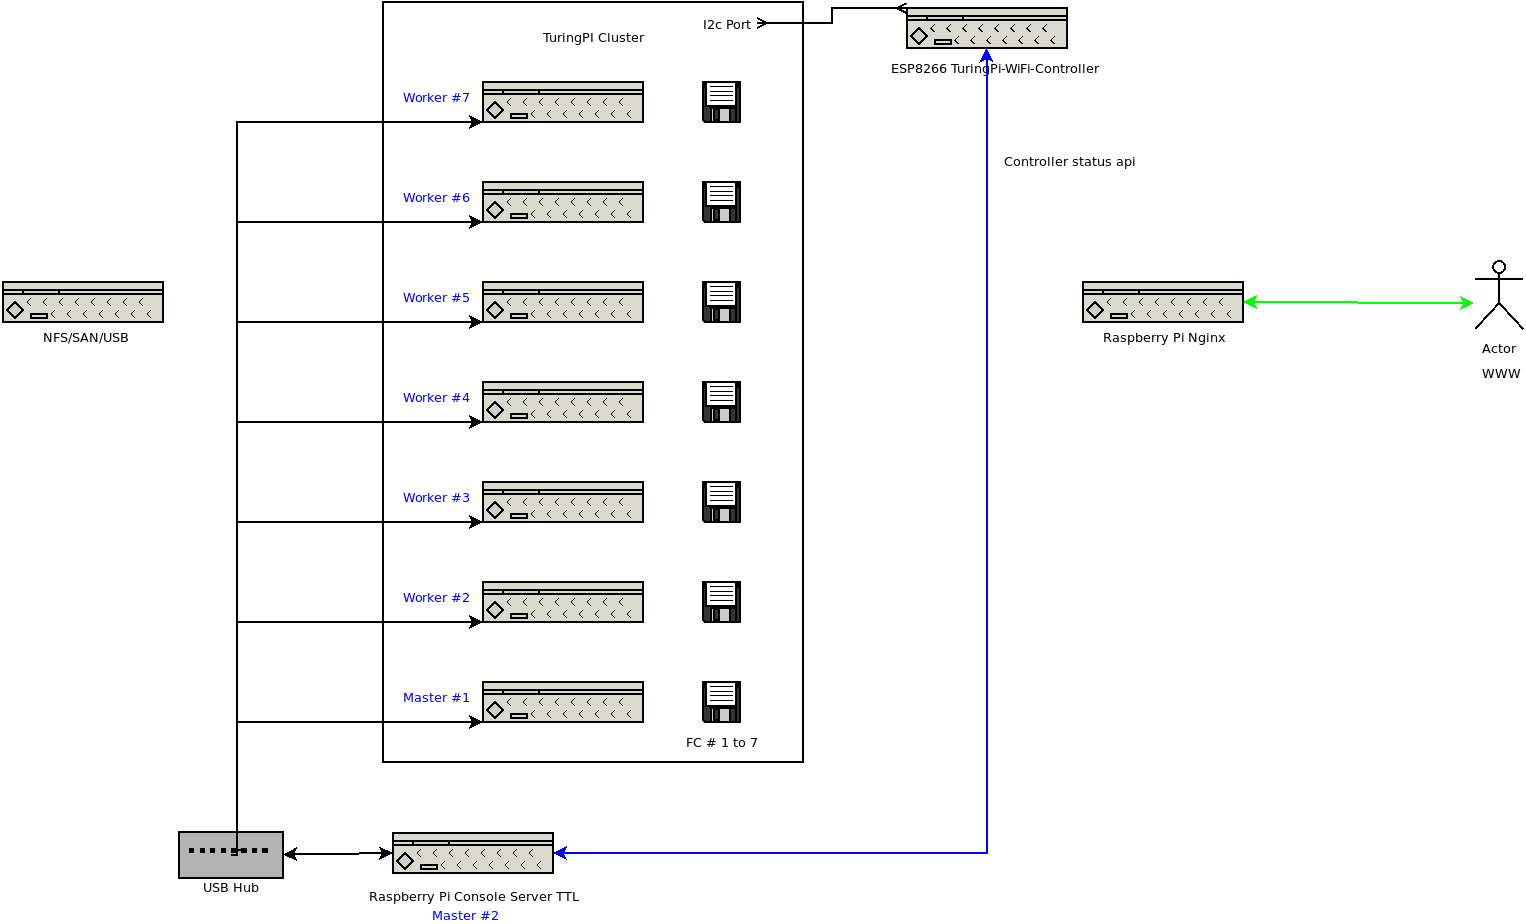 I2c Port
TuringPI Cluster
ESP8266 TuringPi-WiFi-Controller
Worker #7
Controller status api
Worker #6
Worker #5
NFS/SAN/USB
Raspberry Pi Nginx
Actor
WWW
Worker #4
Worker #3
Worker #2
Master #1
FC # 1 to 7
USB Hub
Raspberry Pi Console Server TTL
Master #2